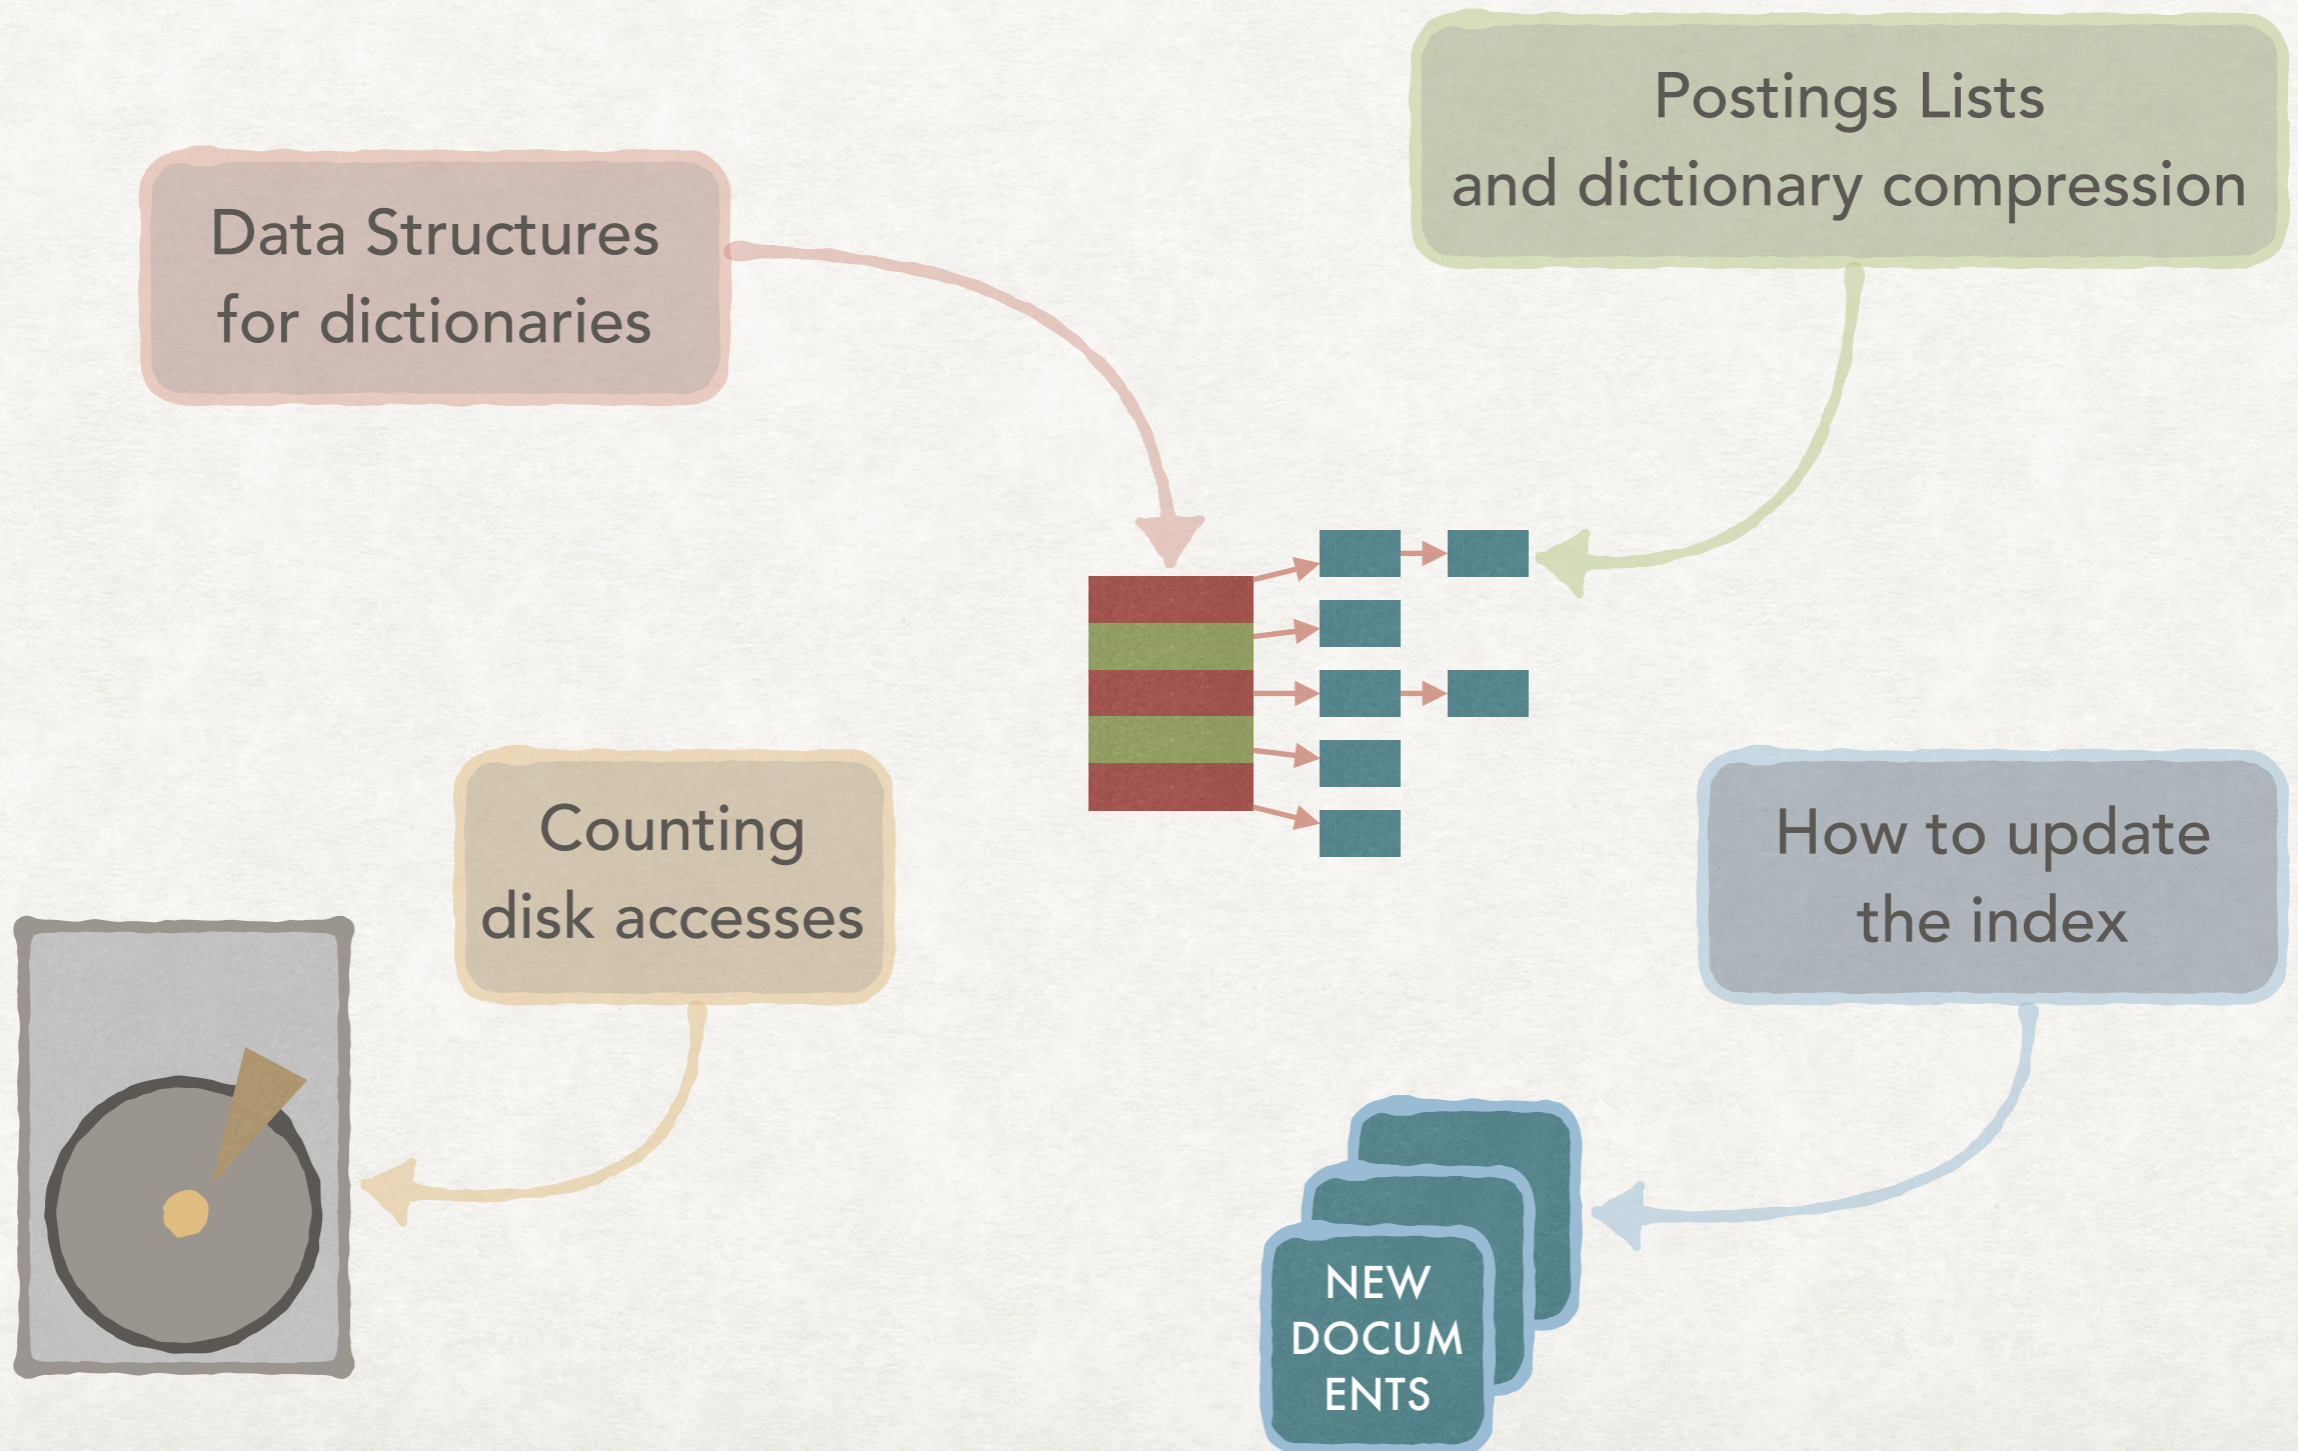 Postings Lists
and dictionary compression
Data Structures
for dictionaries
Counting
disk accesses
How to update
the index
NEW
DOCUM
ENTS